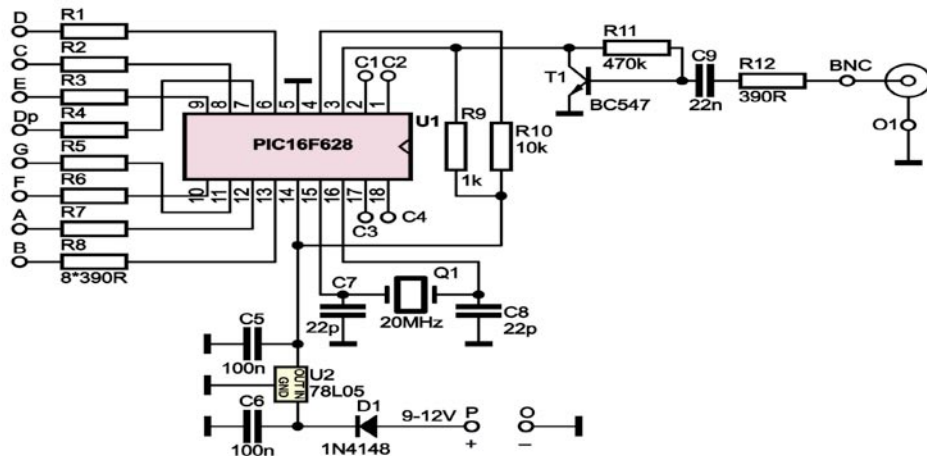 D R1
C R2
E R3
Dp R4
G R5
F R6
A R7
B R8
8*390R
9 8 7 6 5 4 3 2 1
C1 C2
PIC16F628
U1
10 11 12 13 14 15 16 17 18
C3 C4
R9
1k
R10
10k
R11
470k
T1
BC547
C9
22n
R12
390R
BNC
O1
C7
22p
Q1
20MHz
C8
22p
C5
100n
OUT IN
GND
U2
78L05
C6
100n
D1
1N4148
9-12V
P
+
O
–